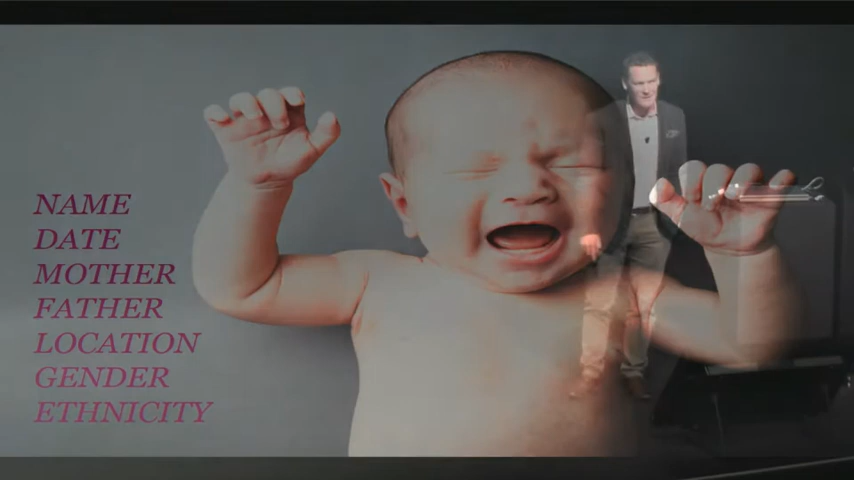 NAME
DATE
MOTHER
FATHER
LOCATION
GENDER
ETHNICITY